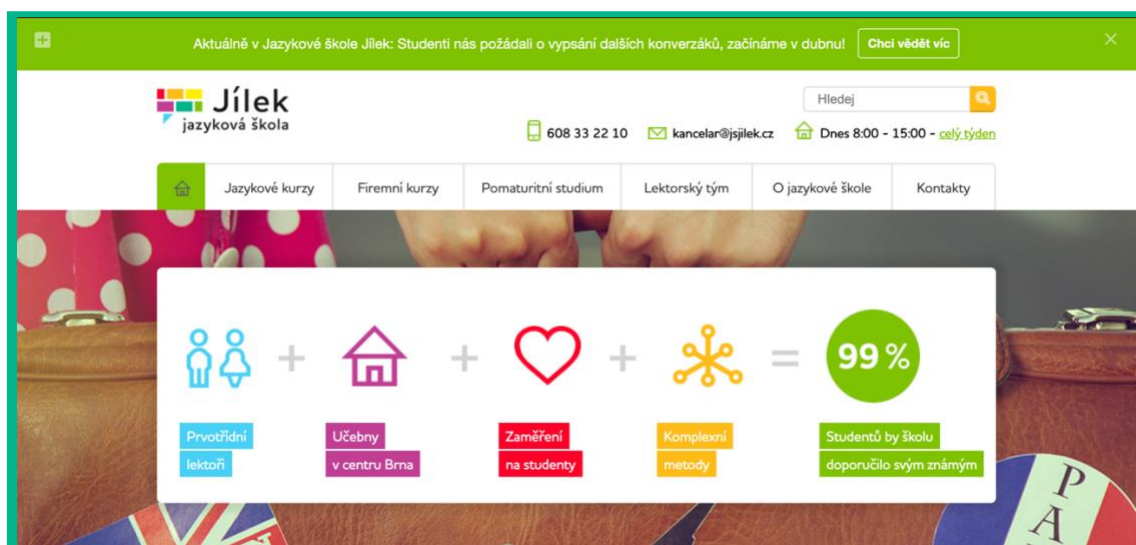 Aktuálně v Jazykové škole Jílek: Studenti nás požádali o vypsání dalších konverzáků, začínáme v dubnu! Chci vědět víc
Jílek
jazyková škola
Hledej
608 33 22 10 kancelar@jsjilek.cz Dnes 8:00 - 15:00 - celý týden
Jazykové kurzy Firemní kurzy Pomaturitní studium Lektorský tým O jazykové škole Kontakty
+ + + = 99 %
Prvotřídní
lektoři
Učebny
v centru Brna
Zaměření
na studenty
Komplexní
metody
Studentů by školu
doporučilo svým známým
PA